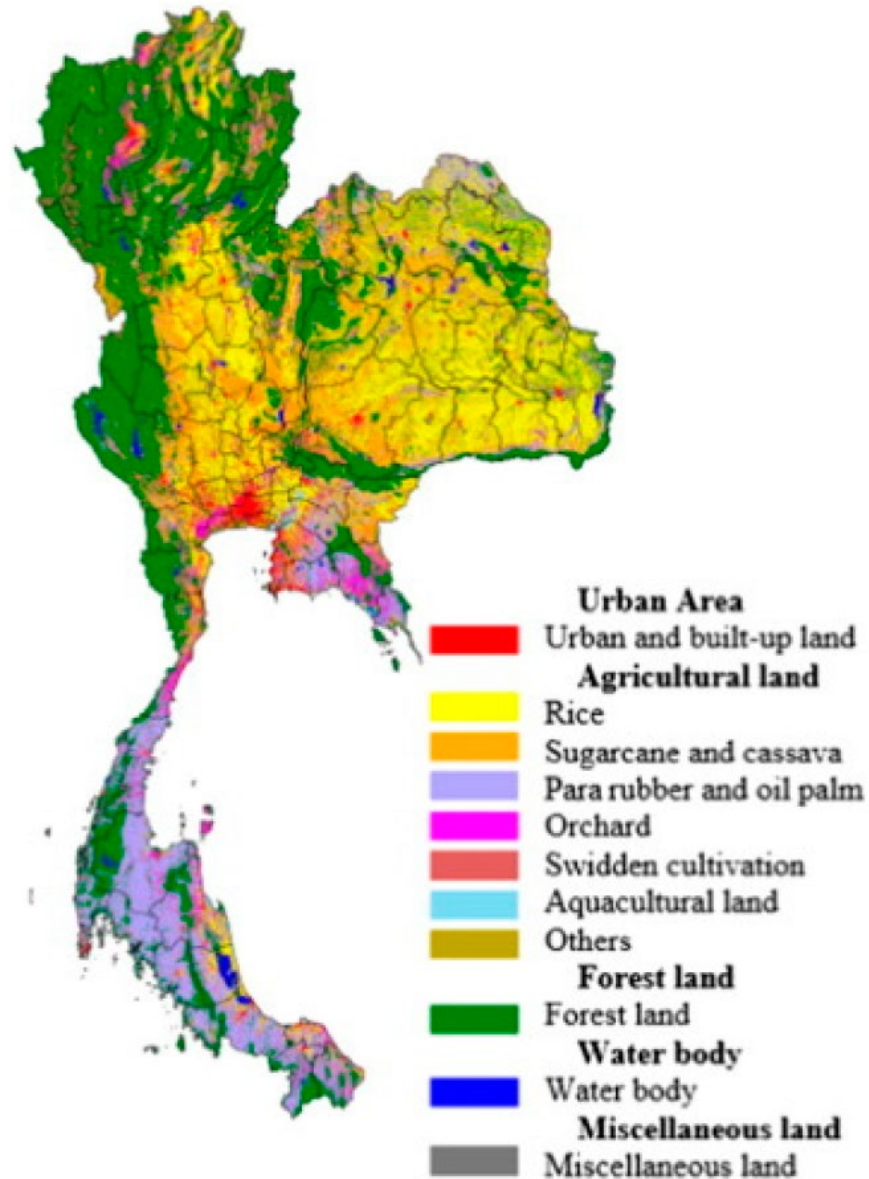 Urban Area
Urban and built-up land
Agricultural land
Rice
Sugarcane and cassava
Para rubber and oil palm
Orchard
Swidden cultivation
Aquacultural land
Others
Forest land
Forest land
Water body
Water body
Miscellaneous land
Miscellaneous land